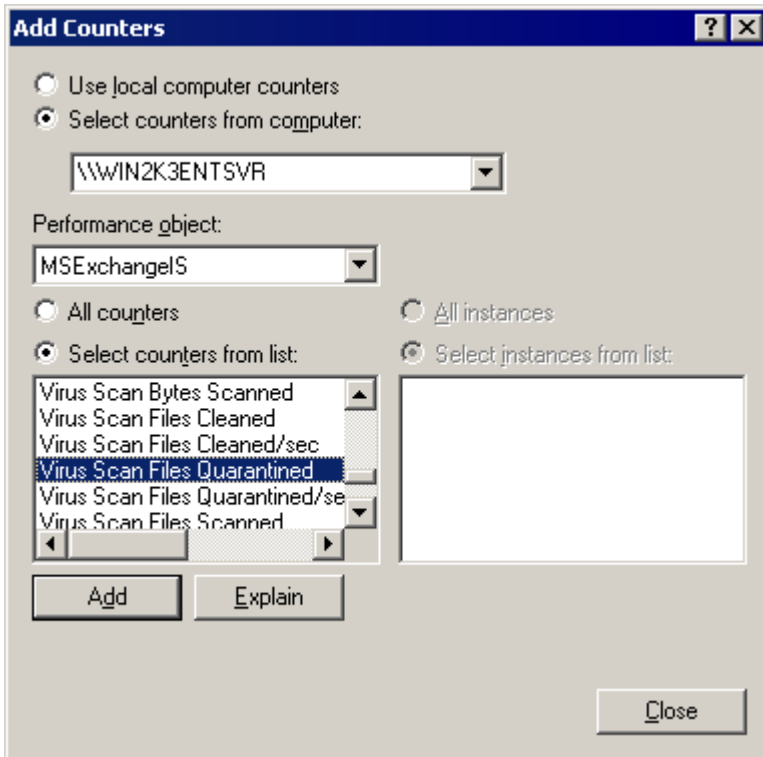 Add Counters
Use local computer counters
Select counters from computer:
\\WIN2K3ENTSVR
Performance object:
MSExchangeIS
All counters
All instances
Select counters from list:
Select instances from list:
Virus Scan Bytes Scanned
Virus Scan Files Cleaned
Virus Scan Files Cleaned/sec
Virus Scan Files Quarantined
Virus Scan Files Quarantined/se
Virus Scan Files Scanned
Add
Explain
Close